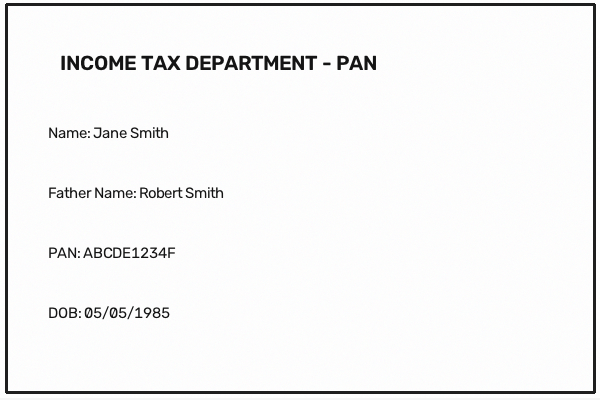 INCOME TAX DEPARTMENT - PAN
Name: Jane Smith
Father Name: Robert Smith
PAN: ABCDE1234F
DOB: 05/05/1985